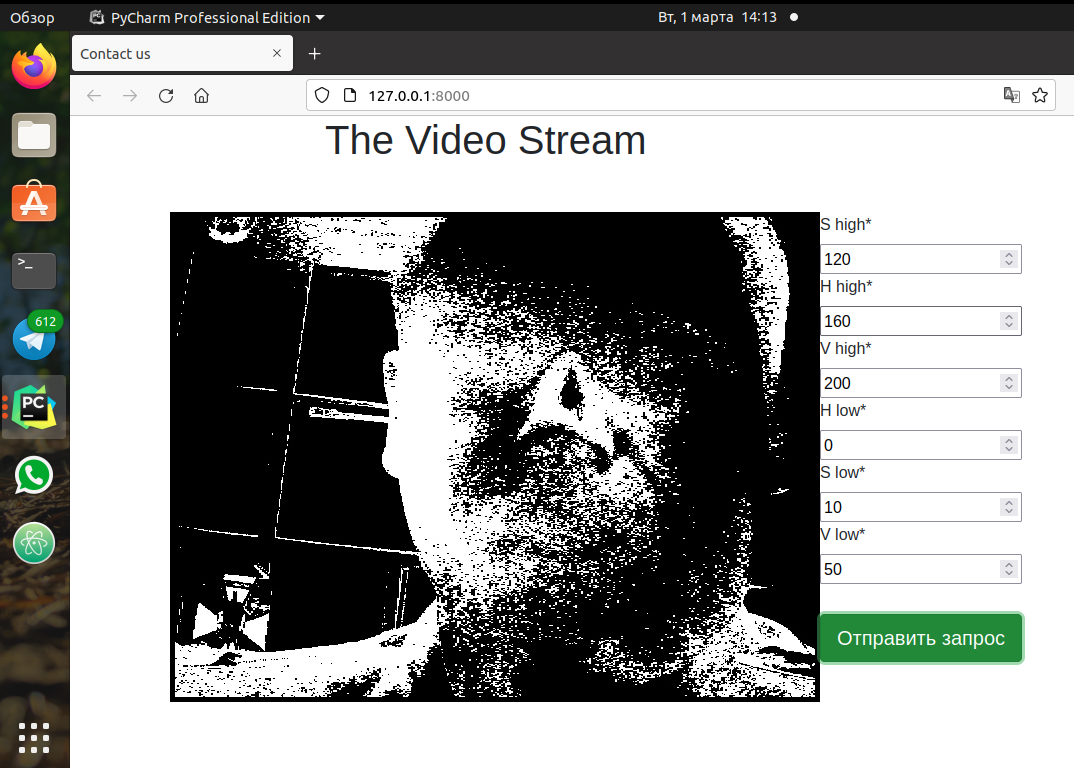 Обзор
PyCharm Professional Edition
Вт, 1 марта 14:13
Contact us
127.0.0.1:8000
>_
612
PC
The Video Stream
S high*
120
H high*
160
V high*
200
H low*
0
S low*
10
V low*
50
Отправить запрос